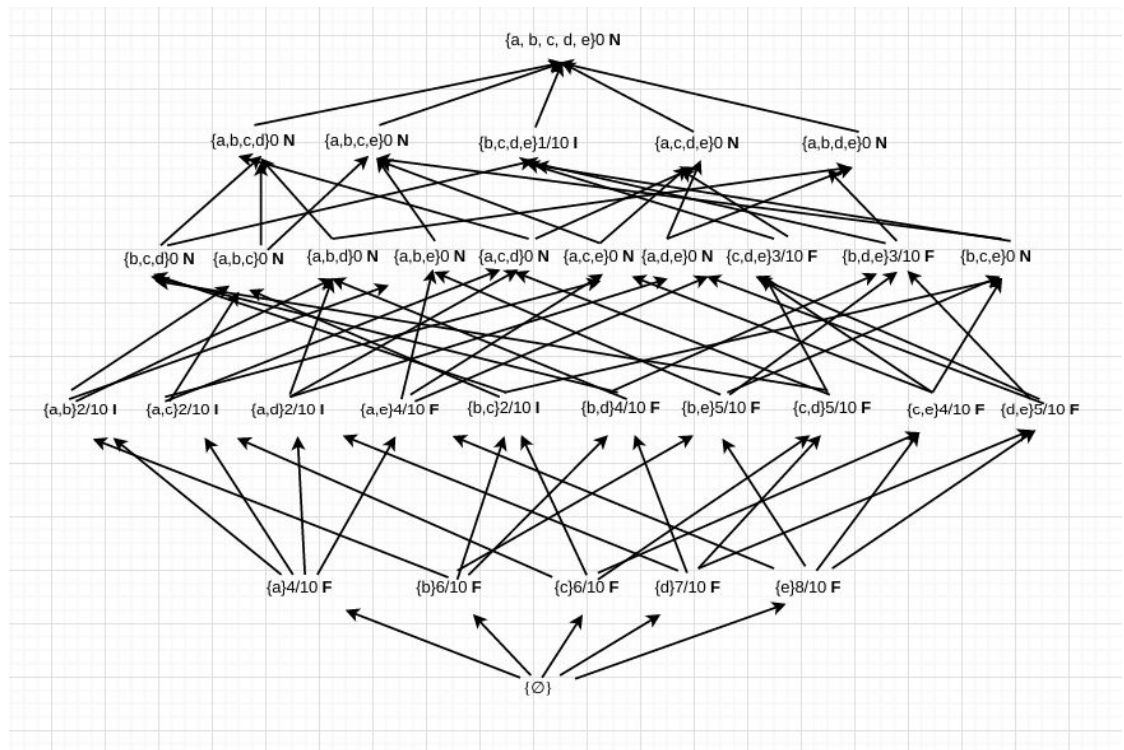 {a, b, c, d, e}0 N
{a,b,c,d}0 N {a,b,c,e}0 N {b,c,d,e}1/10 I {a,c,d,e}0 N {a,b,d,e}0 N
{b,c,d}0 N {a,b,c}0 N {a,b,d}0 N {a,b,e}0 N {a,c,d}0 N {a,c,e}0 N {a,d,e}0 N {c,d,e}3/10 F {b,d,e}3/10 F {b,c,e}0 N
{a,b}2/10 I {a,c}2/10 I {a,d}2/10 I {a,e}4/10 F {b,c}2/10 I {b,d}4/10 F {b,e}5/10 F {c,d}5/10 F {c,e}4/10 F {d,e}5/10 F
{a}4/10 F {b}6/10 F {c}6/10 F {d}7/10 F {e}8/10 F
{∅}